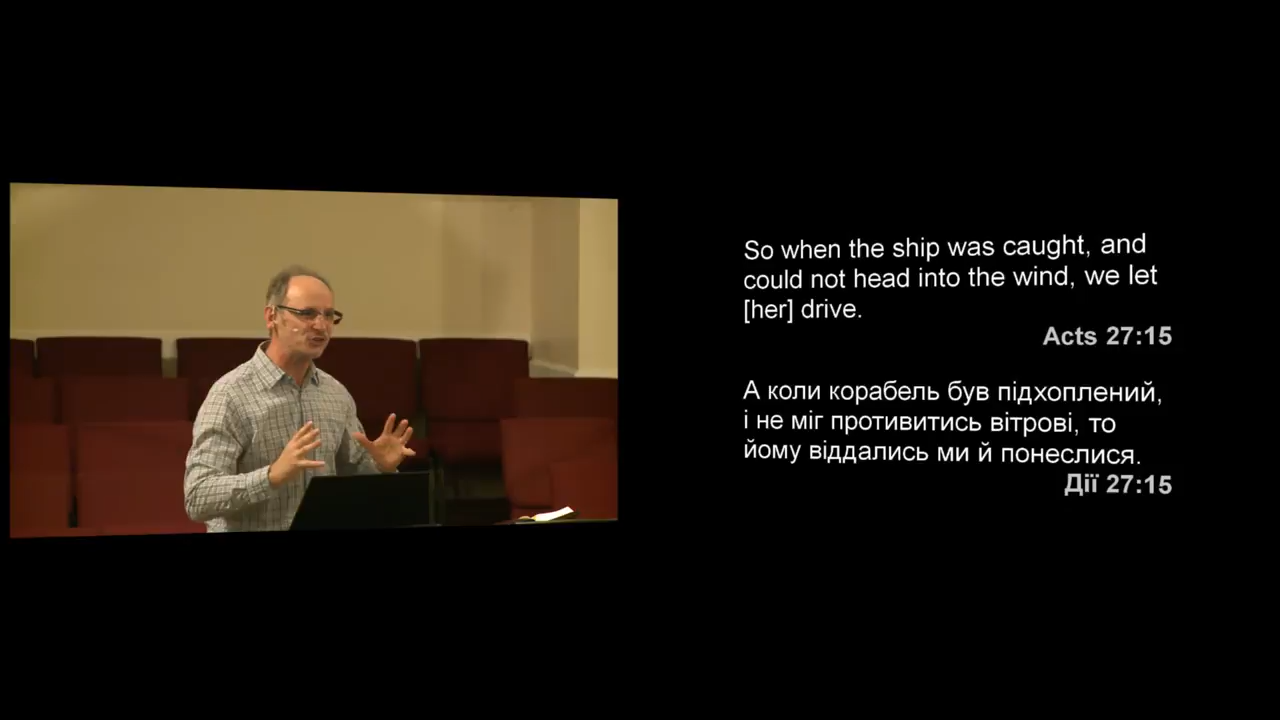 So when the ship was caught, and
could not head into the wind, we let
[her] drive.
Acts 27:15
А коли корабель був підхоплений,
і не міг противитись вітрові, то
йому віддались ми й понеслися.
Дії 27:15